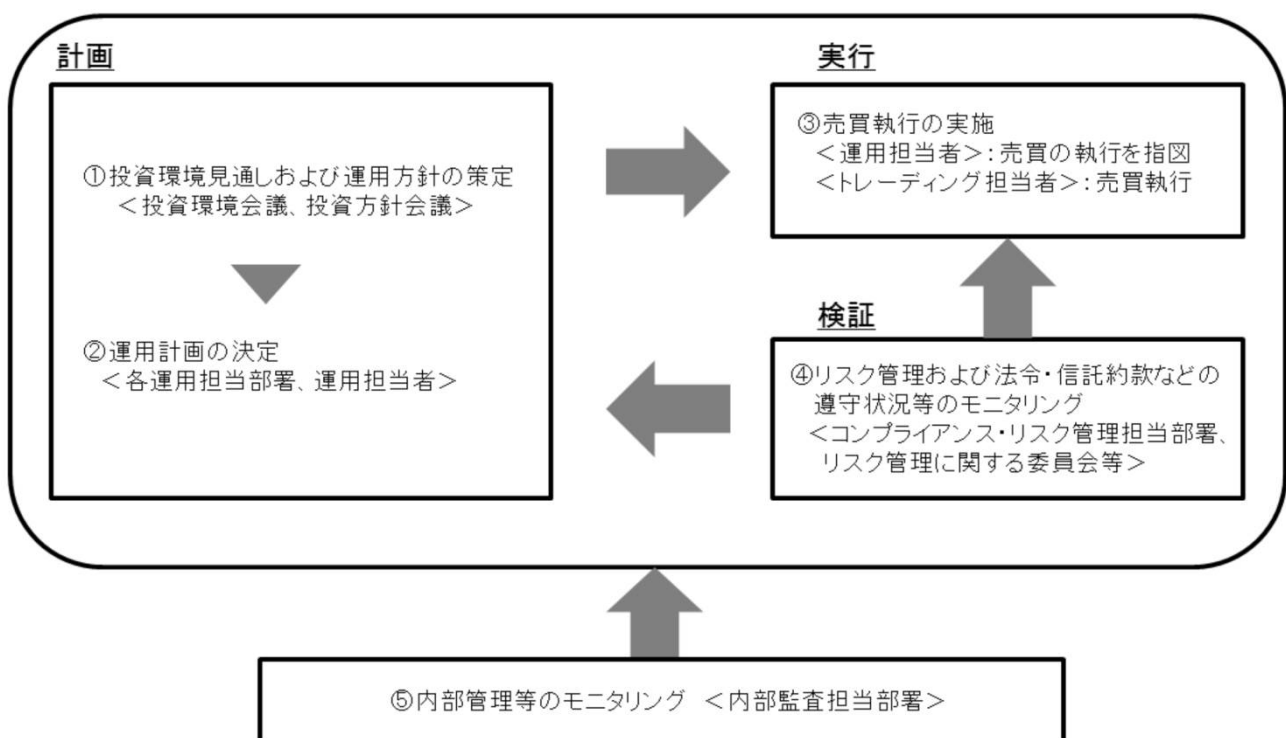 計画
①投資環境見通しおよび運用方針の策定
＜投資環境会議、投資方針会議＞
②運用計画の決定
＜各運用担当部署、運用担当者＞
実行
③売買執行の実施
＜運用担当者＞：売買の執行を指図
＜トレーディング担当者＞：売買執行
検証
④リスク管理および法令・信託約款などの
遵守状況等のモニタリング
＜コンプライアンス・リスク管理担当部署、
リスク管理に関する委員会等＞
⑤内部管理等のモニタリング ＜内部監査担当部署＞